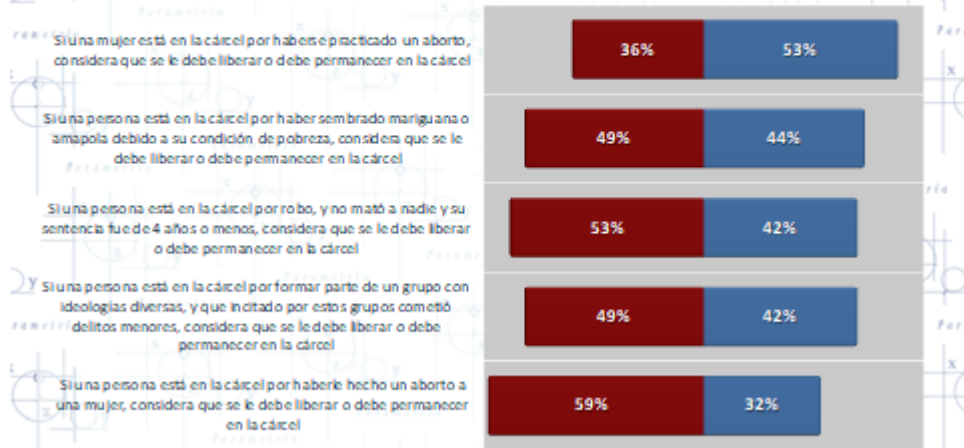 Si una mujer está en la cárcel por haberse practicado un aborto,
considera que se le debe liberar o debe permanecer en la cárcel
36% 53%
Si una persona está en la cárcel por haber sembrado mariguana o
amapola debido a su condición de pobreza, considera que se le
debe liberar o debe permanecer en la cárcel
49% 44%
Si una persona está en la cárcel por robo, y no mató a nadie y su
sentencia fue de 4 años o menos, considera que se le debe liberar
o debe permanecer en la cárcel
53% 42%
Si una persona está en la cárcel por formar parte de un grupo con
ideologías diversas, y que incitado por estos grupos cometió
delitos menores, considera que se le debe liberar o debe
permanecer en la cárcel
49% 42%
Si una persona está en la cárcel por haberle hecho un aborto a
una mujer, considera que se le debe liberar o debe permanecer
en la cárcel
59% 32%
Parametría